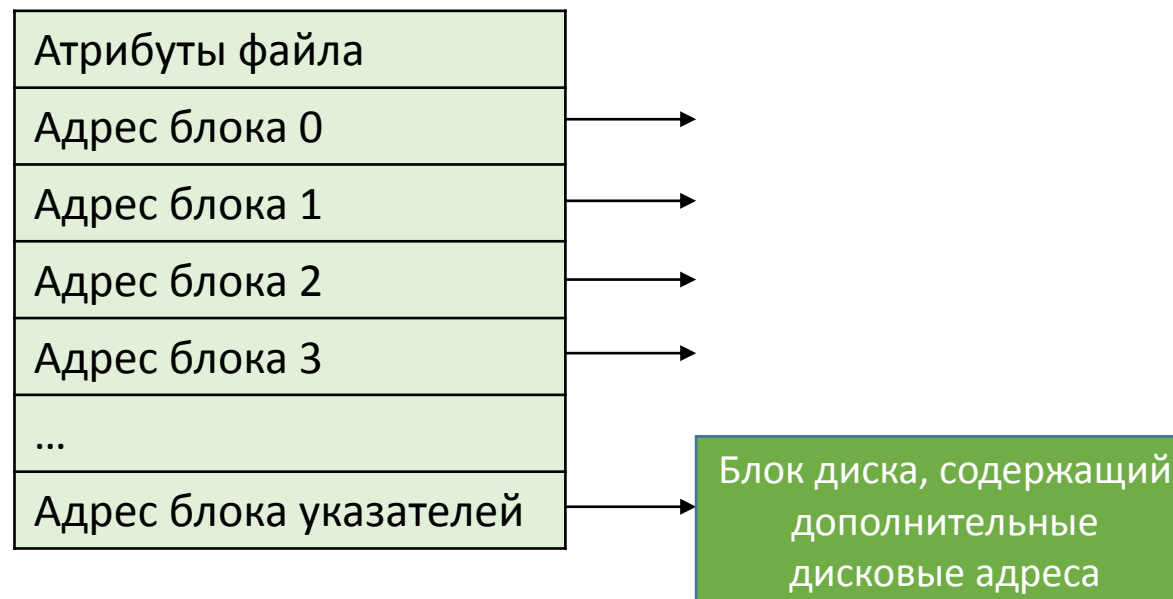 Атрибуты файла
Адрес блока 0
Адрес блока 1
Адрес блока 2
Адрес блока 3
...
Адрес блока указателей
Блок диска, содержащий
дополнительные
дисковые адреса